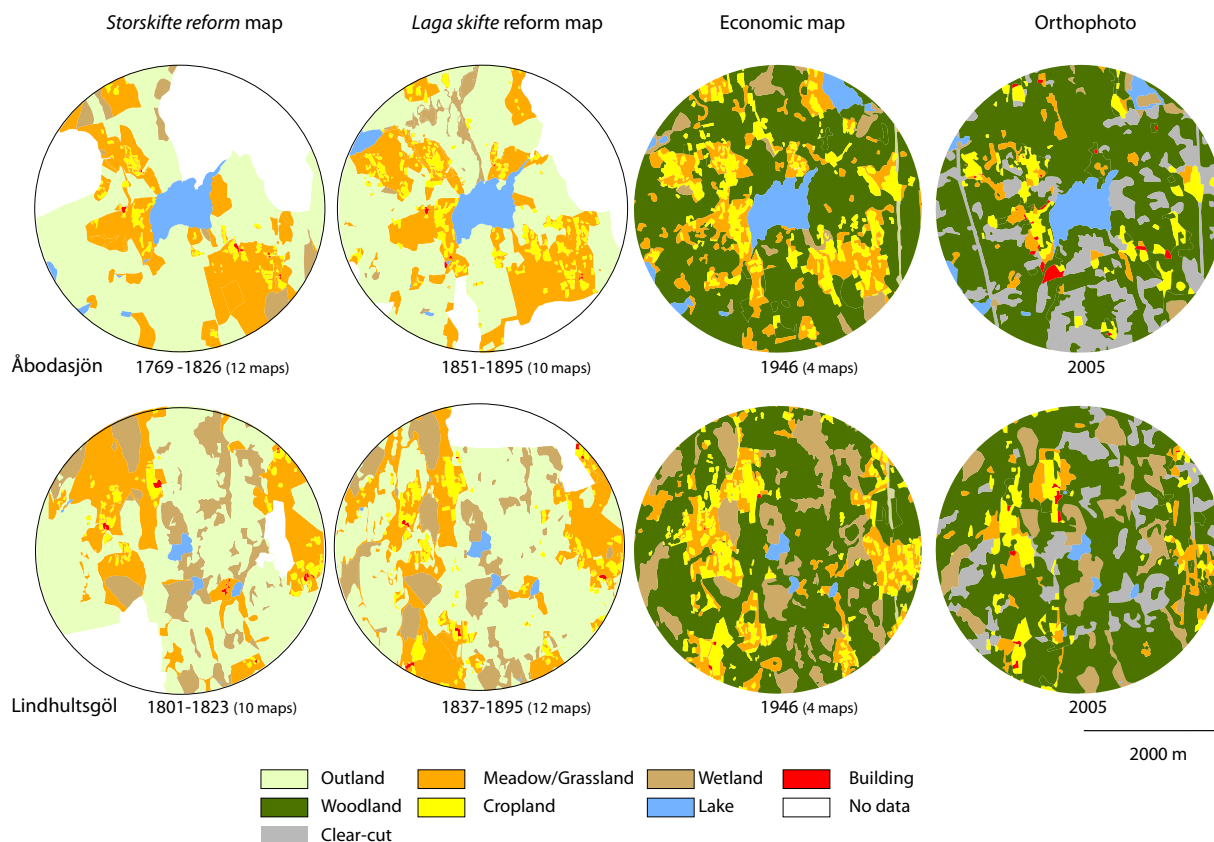 Storskifte reform map
Laga skifte reform map
Economic map
Orthophoto
Åbodasjön
1769 -1826 (12 maps)
1851-1895 (10 maps)
1946 (4 maps)
2005
Lindhultsgöl
1801-1823 (10 maps)
1837-1895 (12 maps)
1946 (4 maps)
2005
2000 m
Outland
Meadow/Grassland
Wetland
Building
Woodland
Cropland
Lake
No data
Clear-cut